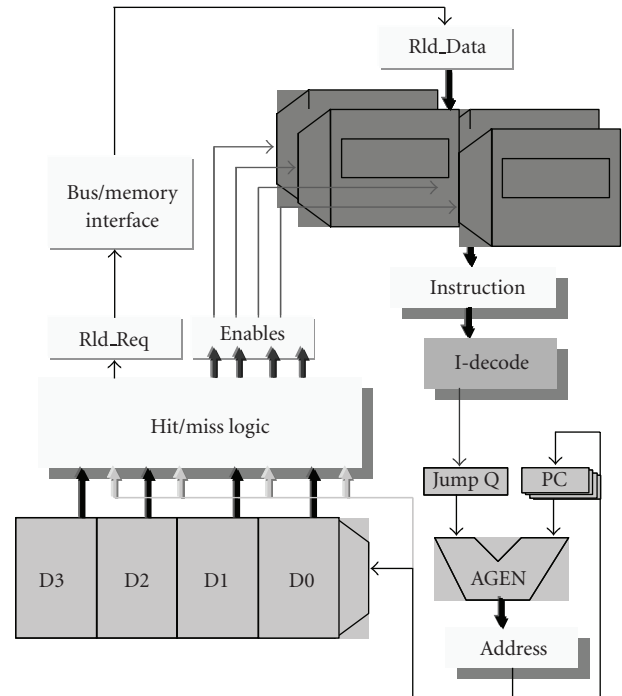 Rld_Data
Bus/memory
interface
Instruction
Rld_Req
Enables
I-decode
Hit/miss logic
Jump Q
PC
D3
D2
D1
D0
AGEN
Address